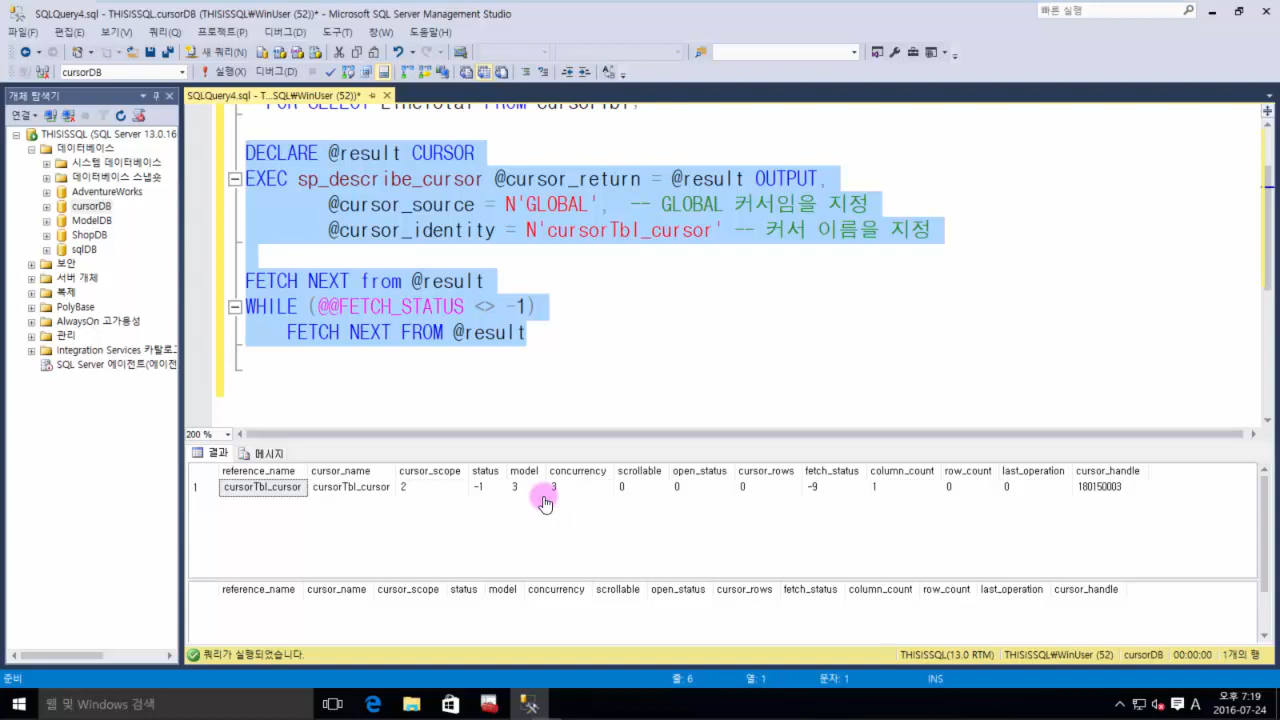 SQLQuery4.sql - THISISSQL.cursorDB (THISISSQL\WinUser (52))* - Microsoft SQL Server Management Studio
빠른 실행
파일(F) 편집(E) 보기(V) 쿼리(Q) 프로젝트(P) 디버그(D) 도구(T) 창(W) 도움말(H)
새 쿼리(N)
cursorDB 실행(X) 디버그(D)
개체 탐색기
SQLQuery4.sql - T...SQL₩WinUser (52))*
연결
THISISSQL (SQL Server 13.0.16
데이터베이스
시스템 데이터베이스
데이터베이스 스냅숏
AdventureWorks
cursorDB
ModelDB
ShopDB
sqlDB
보안
서버 개체
복제
PolyBase
AlwaysOn 고가용성
관리
Integration Services 카탈로그
SQL Server 에이전트(에이전
FOR SELECT LineTotal FROM cursorTbl;
DECLARE @result CURSOR
EXEC sp_describe_cursor @cursor_return = @result OUTPUT,
@cursor_source = N'GLOBAL', -- GLOBAL 커서임을 지정
@cursor_identity = N'cursorTbl_cursor' -- 커서 이름을 지정
FETCH NEXT from @result
WHILE (@@FETCH_STATUS <> -1)
FETCH NEXT FROM @result
200 %
결과 메시지
reference_name cursor_name cursor_scope status model concurrency scrollable open_status cursor_rows fetch_status column_count row_count last_operation cursor_handle
1 cursorTbl_cursor cursorTbl_cursor 2 -1 3 3 0 0 0 -9 1 0 0 180150003
reference_name cursor_name cursor_scope status model concurrency scrollable open_status cursor_rows fetch_status column_count row_count last_operation cursor_handle
쿼리가 실행되었습니다. THISISSQL(13.0 RTM) THISISSQL₩WinUser (52) cursorDB 00:00:00 1개의 행
준비 줄: 6 열: 1 문자: 1 INS
웹 및 Windows 검색
A
오후 7:19
2016-07-24